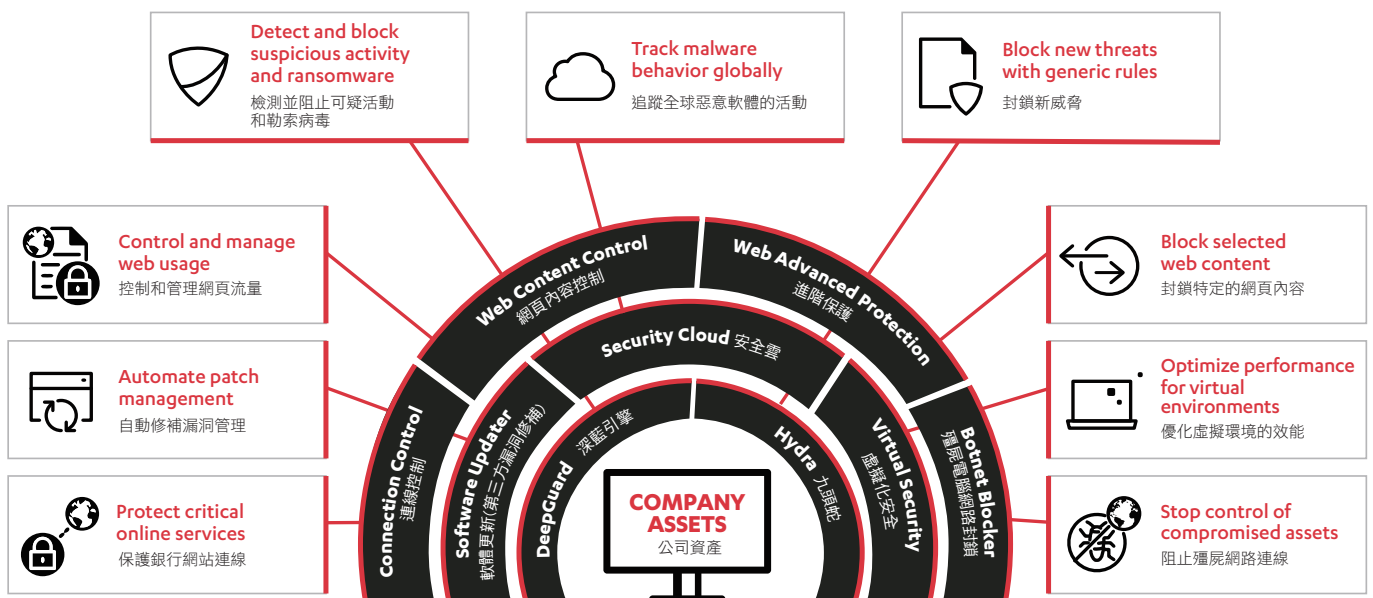 Detect and block
suspicious activity
and ransomware
檢測並阻止可疑活動
和勒索病毒
Track malware
behavior globally
追蹤全球惡意軟體的活動
Block new threats
with generic rules
封鎖新威脅
Control and manage
web usage
控制和管理網頁流量
Automate patch
management
自動修補漏洞管理
Protect critical
online services
保護銀行網站連線
Block selected
web content
封鎖特定的網頁內容
Optimize performance
for virtual
environments
優化虛擬環境的效能
Stop control of
compromised assets
阻止殭屍網路連線
Connection Control
連線控制
Web Content Control
網頁內容控制
Web Advanced Protection
進階保護
Botnet Blocker
殭屍電腦網路封鎖
Software Updater
軟體更新(第三方漏洞修補)
Security Cloud 安全雲
Virtual Security
虛擬化安全
DeepGuard 深藍引擎
Hydra 九頭蛇
COMPANY
ASSETS
公司資產